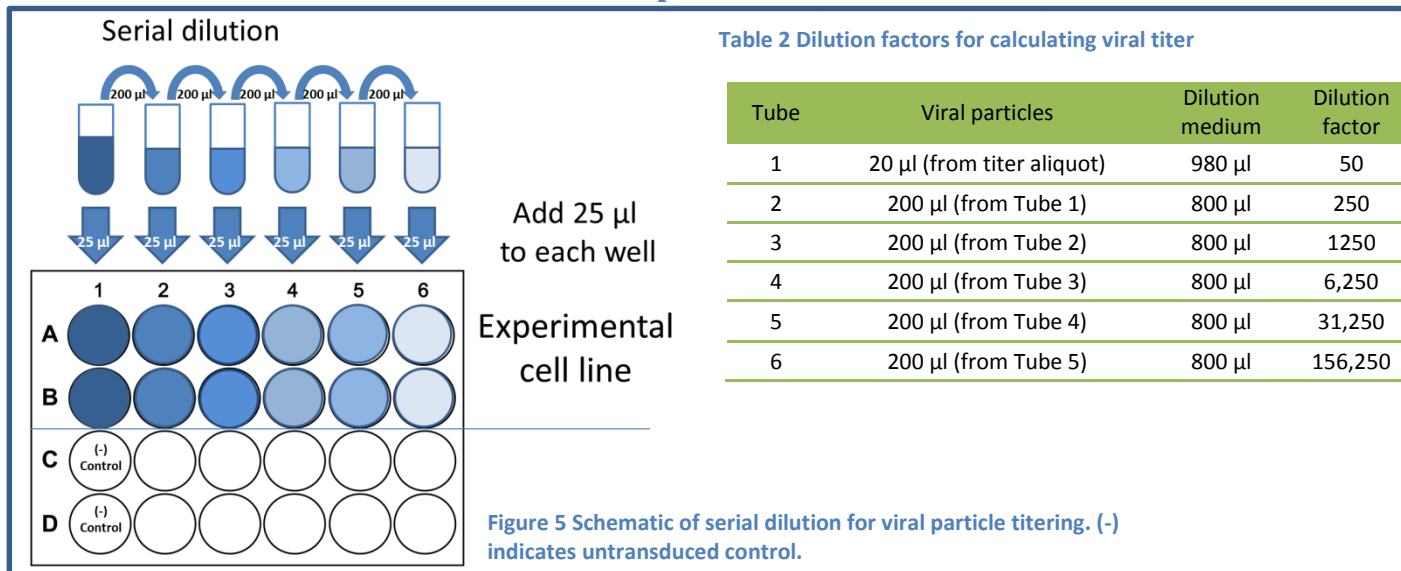 Serial dilution
200 µl 200 µl 200 µl 200 µl 200 µl
25 µl 25 µl 25 µl 25 µl 25 µl 25 µl
Add 25 µl
to each well
1 2 3 4 5 6
A
B
C
D
Experimental
cell line
(-)
Control
(-)
Control
Figure 5 Schematic of serial dilution for viral particle titering. (-)
indicates untransduced control.
Table 2 Dilution factors for calculating viral titer
Tube Viral particles Dilution medium Dilution factor
1 20 µl (from titer aliquot) 980 µl 50
2 200 µl (from Tube 1) 800 µl 250
3 200 µl (from Tube 2) 800 µl 1250
4 200 µl (from Tube 3) 800 µl 6,250
5 200 µl (from Tube 4) 800 µl 31,250
6 200 µl (from Tube 5) 800 µl 156,250